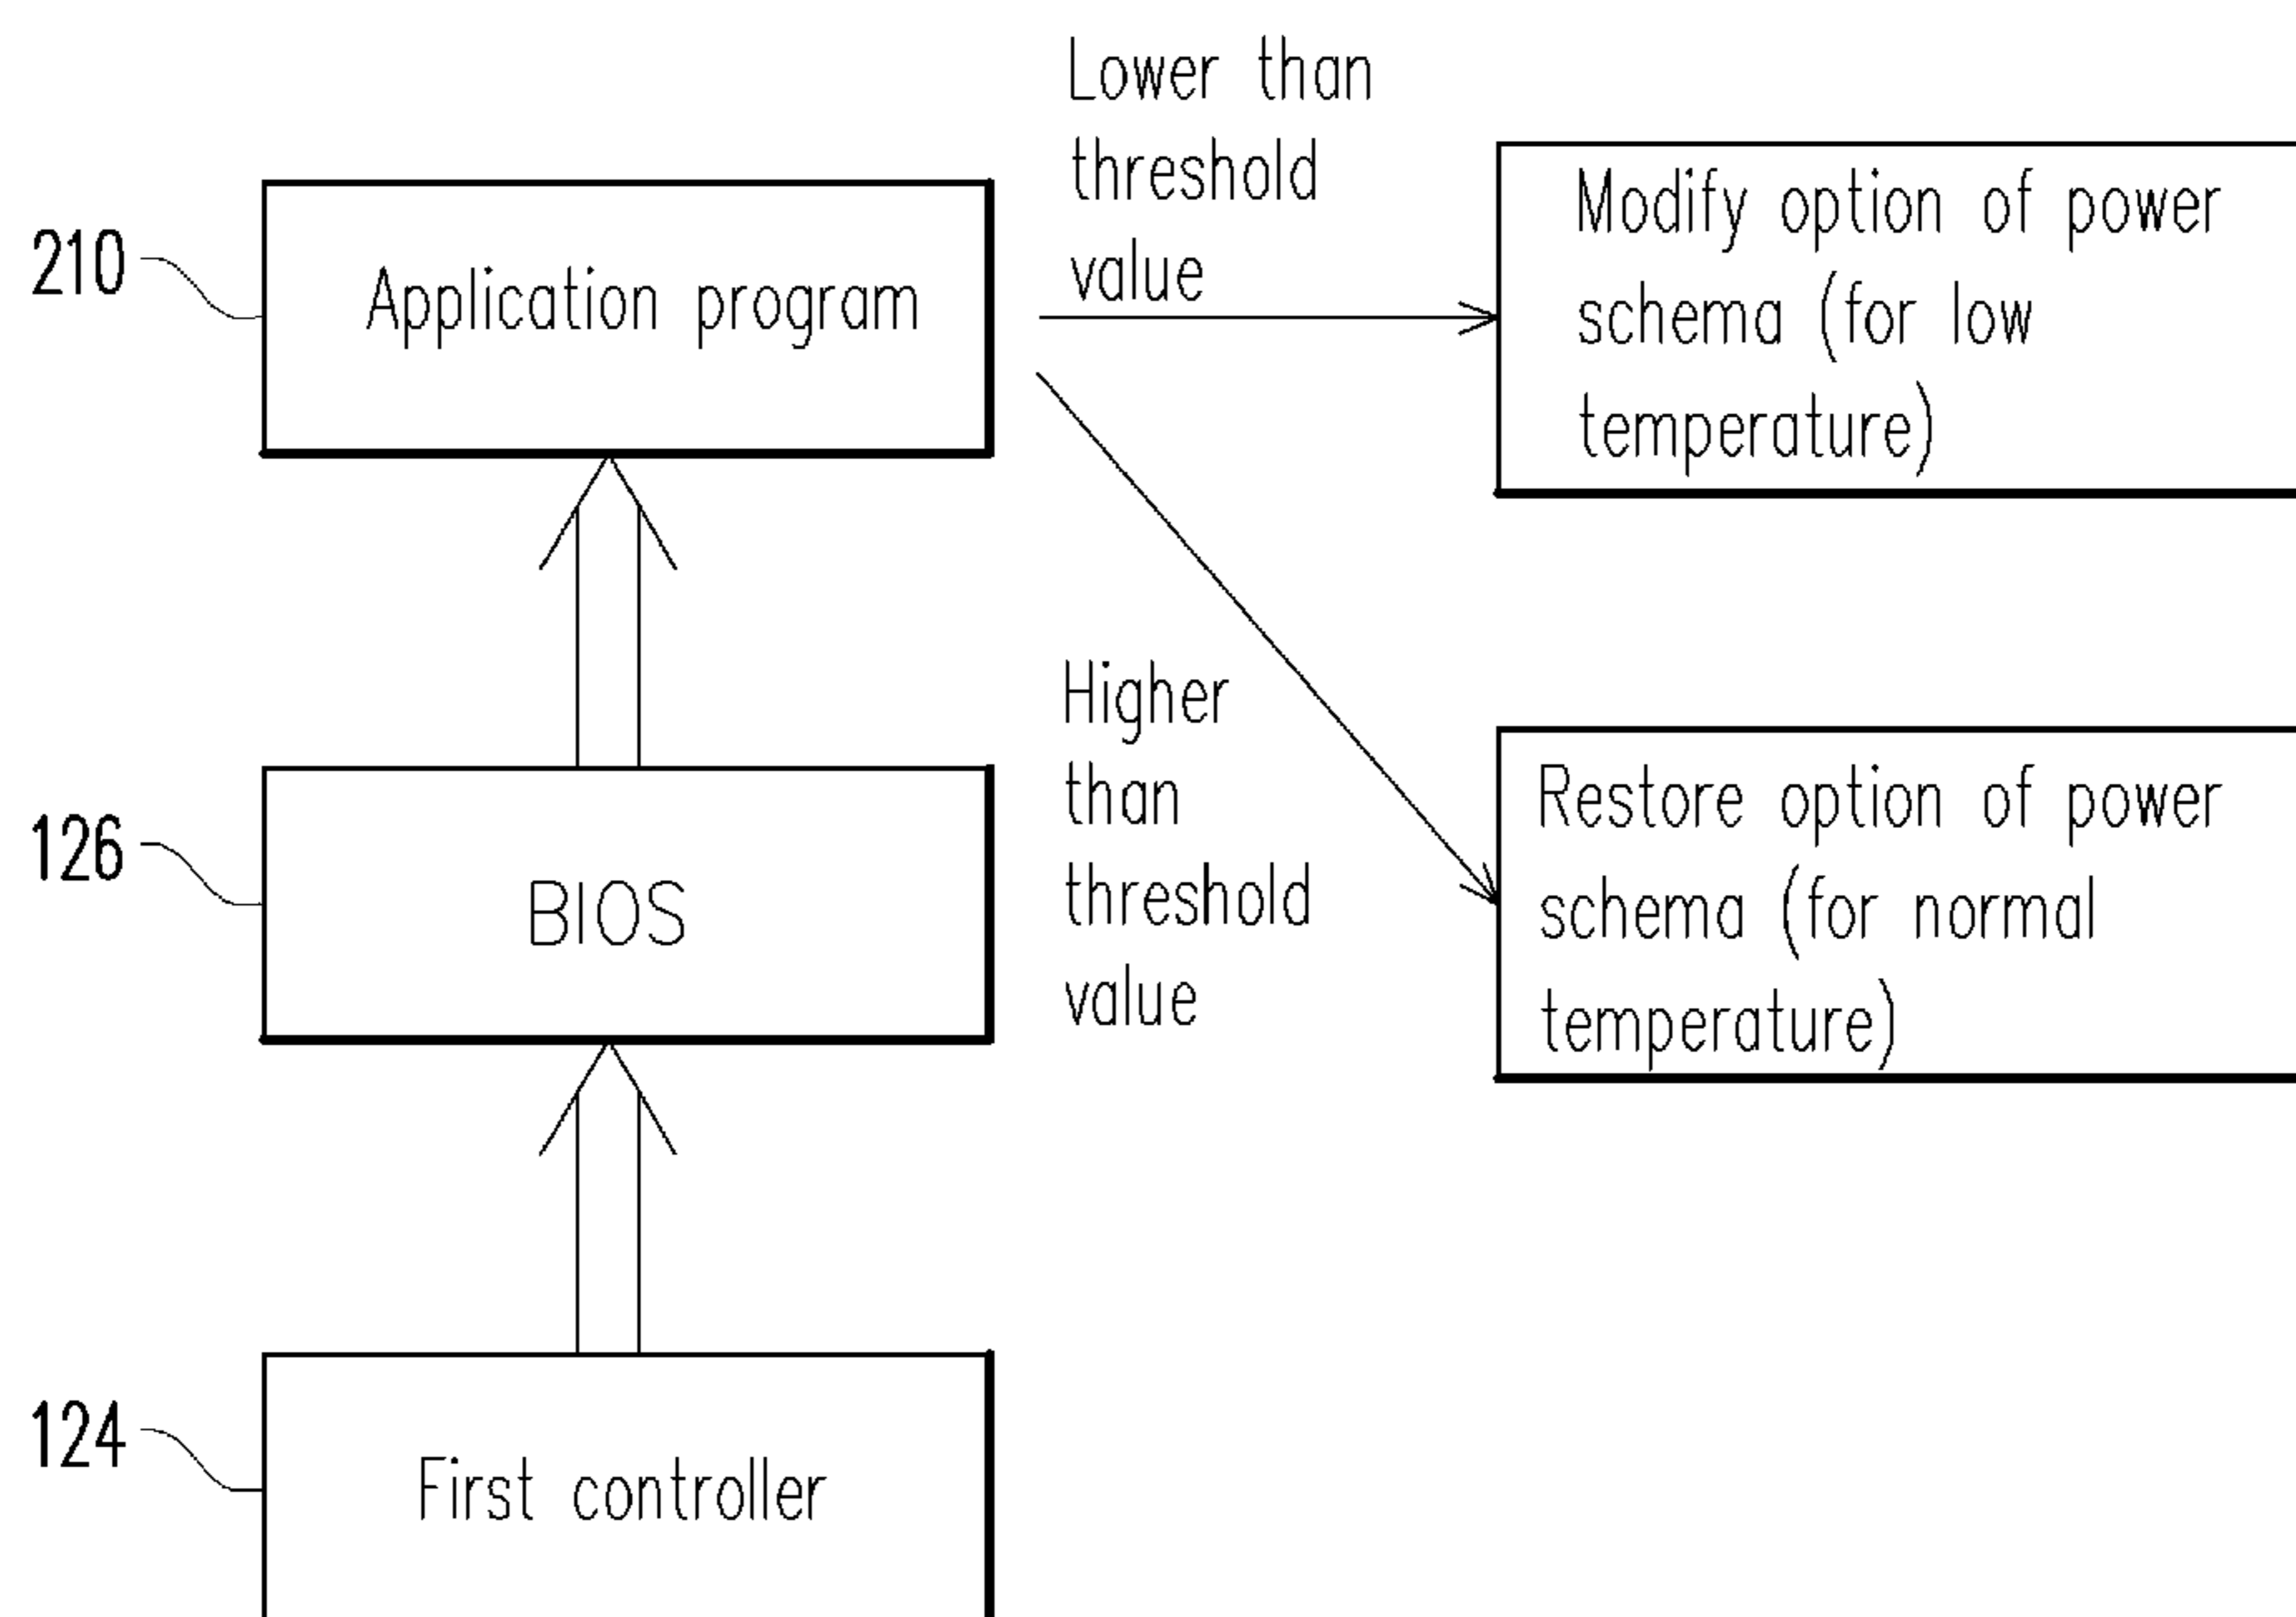 Lower than
threshold
value
210
Application program
Modify option of power
schema (for low
temperature)
Higher
than
threshold
value
126
BIOS
Restore option of power
schema (for normal
temperature)
124
First controller